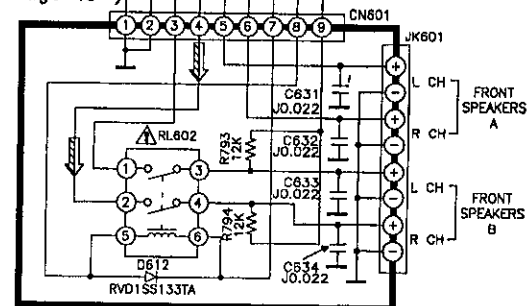 CN601
1 2 3 4 5 6 7 8 9
JK601
+
L CH
-
FRONT
SPEAKERS
A
+
R CH
-
C631
J0.022
C632
J0.022
R793
12K
RL602
1 3
2 4
5 6
C633
J0.022
+
L CH
-
FRONT
SPEAKERS
B
+
R CH
-
R794
12K
C634
J0.022
D612
RVD1SS133TA